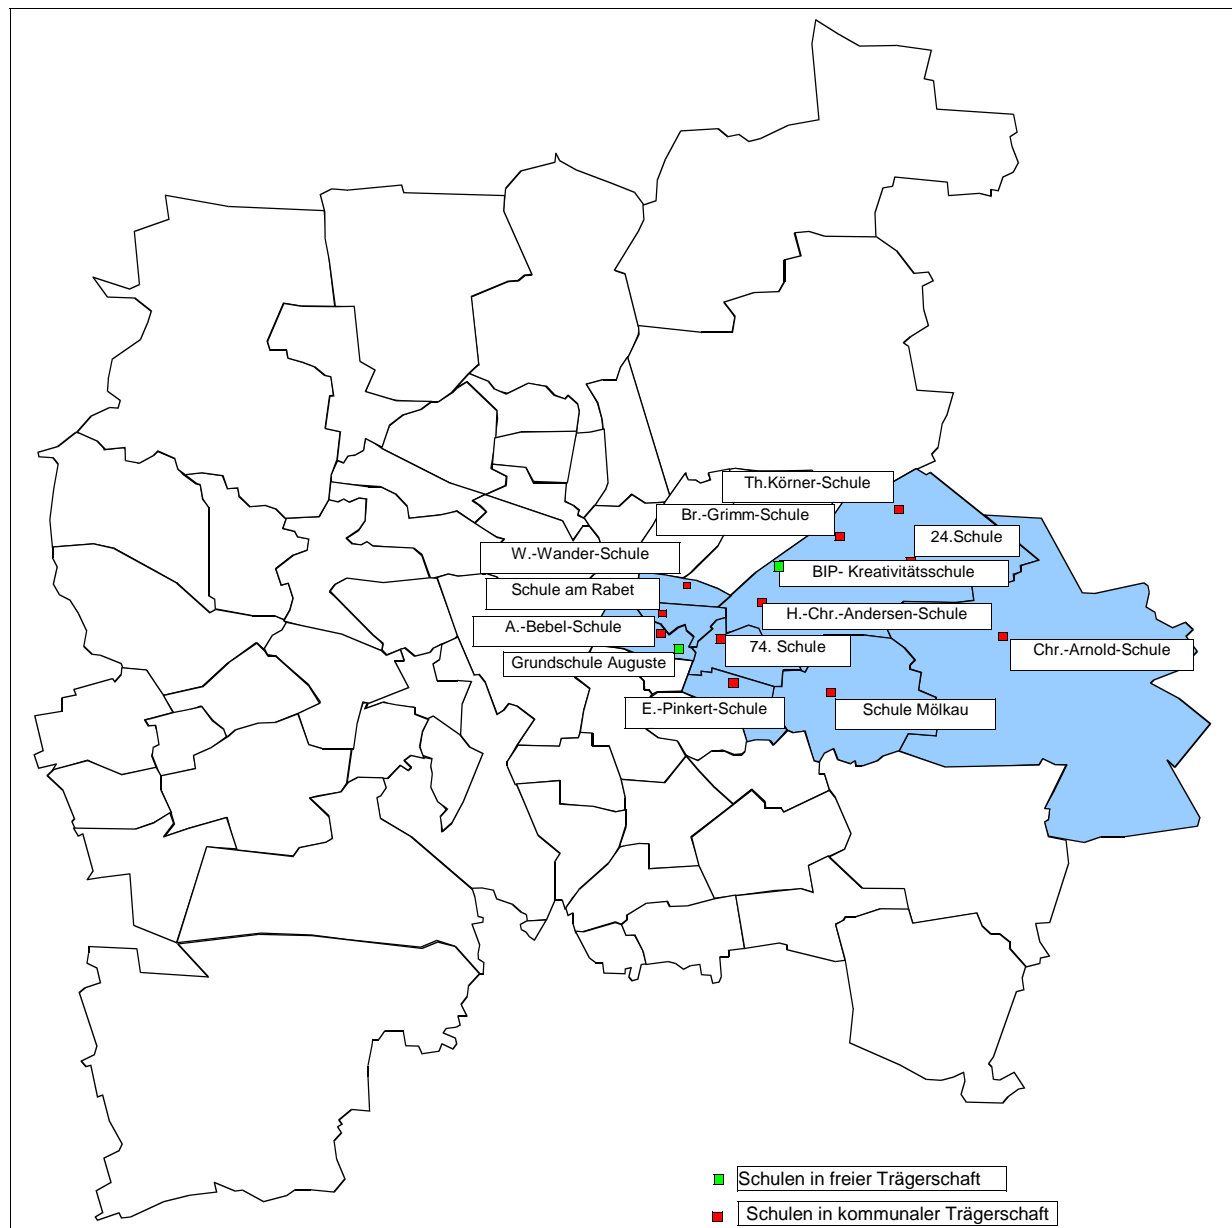 Th.Körner-Schule
Br.-Grimm-Schule
24.Schule
W.-Wander-Schule
BIP- Kreativitätsschule
Schule am Rabet
H.-Chr.-Andersen-Schule
A.-Bebel-Schule
74. Schule
Chr.-Arnold-Schule
Grundschule Auguste
E.-Pinkert-Schule
Schule Mölkau
Schulen in freier Trägerschaft
Schulen in kommunaler Trägerschaft